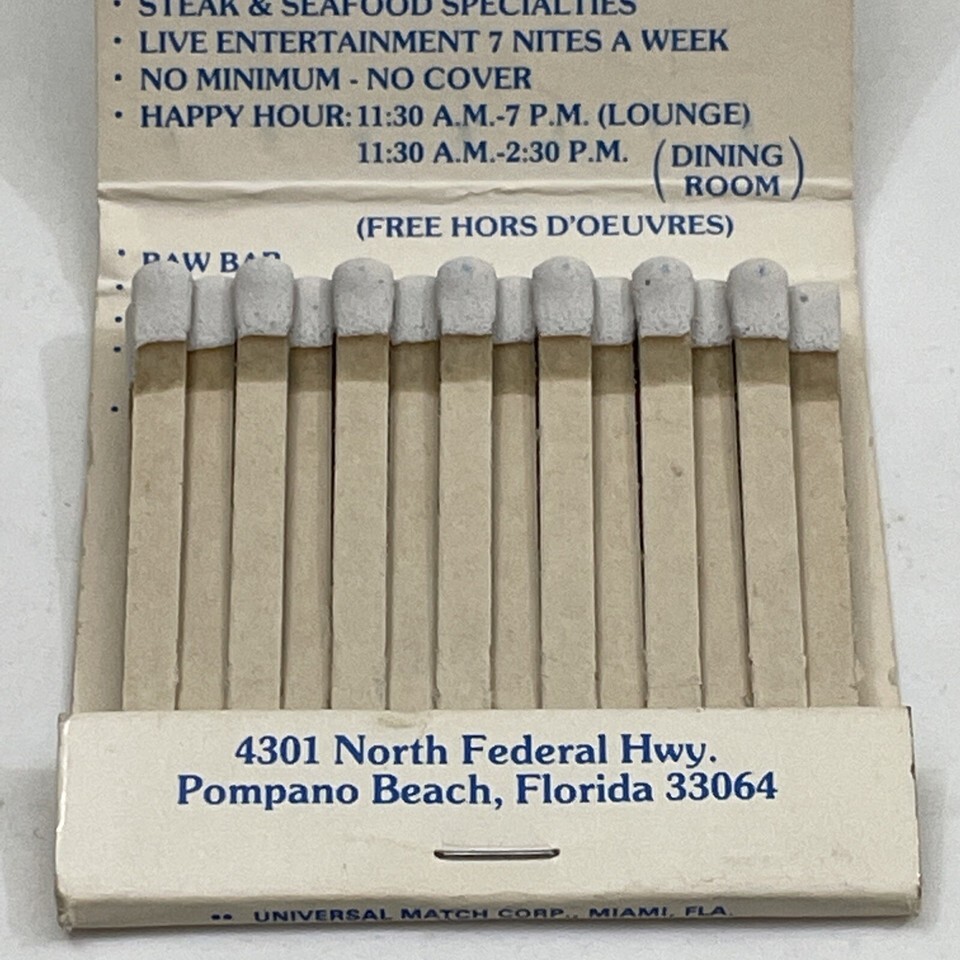 • STEAK & SEAFOOD SPECIALTIES
• LIVE ENTERTAINMENT 7 NITES A WEEK
• NO MINIMUM - NO COVER
• HAPPY HOUR: 11:30 A.M.-7 P.M. (LOUNGE)
11:30 A.M.-2:30 P.M. (DINING ROOM)
(FREE HORS D'OEUVRES)
• RAW BAR
4301 North Federal Hwy.
Pompano Beach, Florida 33064
•• UNIVERSAL MATCH CORP., MIAMI, FLA.